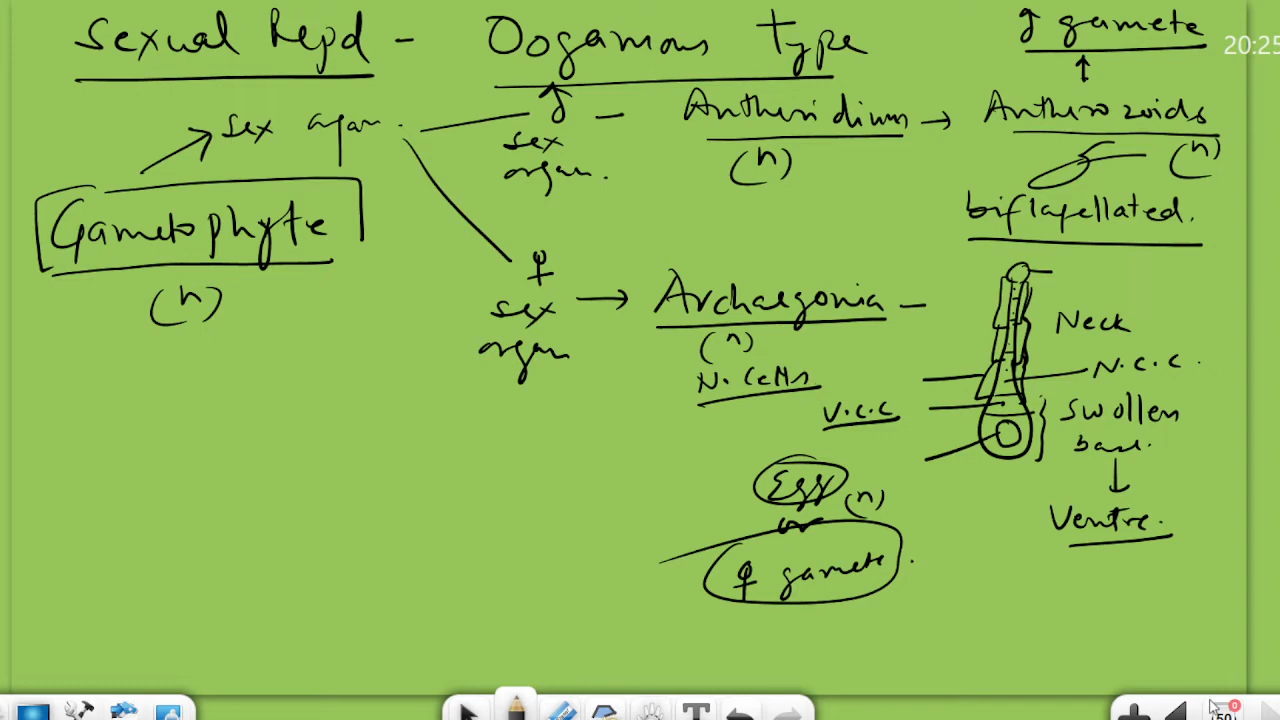 Sexual Repd - Oogamous type
♂ gamete
20:25
sex organ.
♂ sex organ. - Antheridium → Antherozoids
(n)
(n)
biflagellated.
Gametophyte
(n)
♀ sex organ → Archaegonia -
(n)
N. Cells
Neck
N.C.C.
V.C.C
Swollen
base.
Ventre.
Egg (n)
or
♀ gamete.